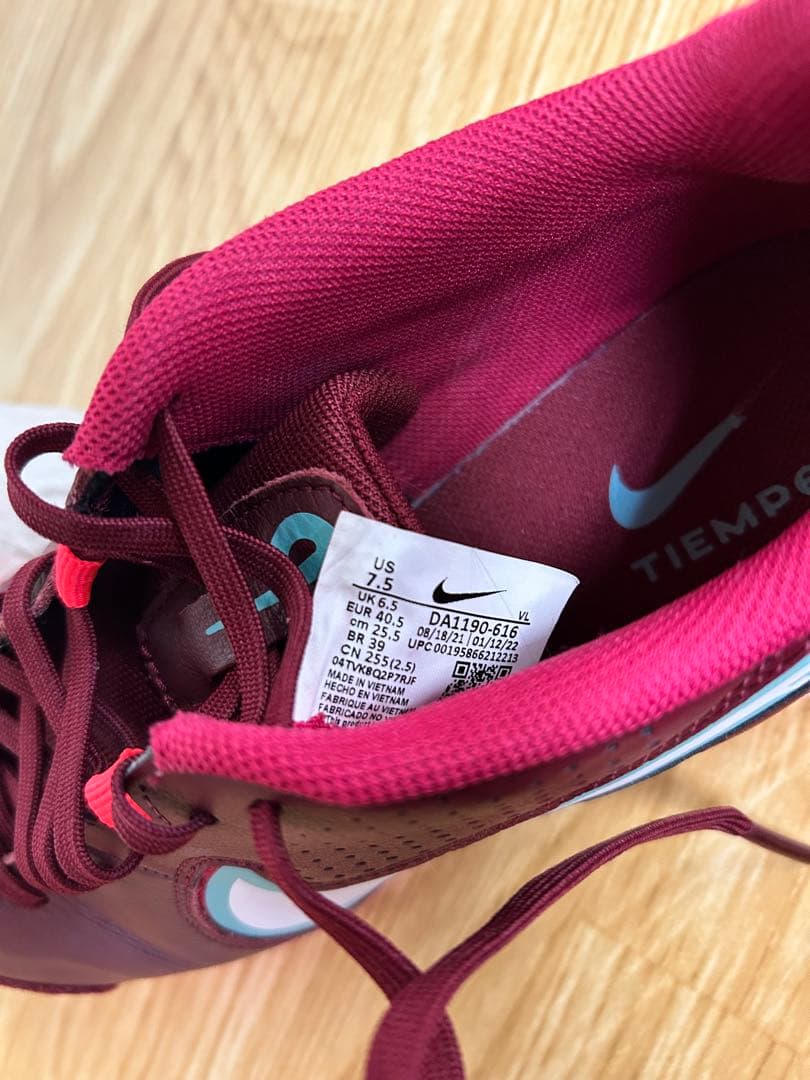 US
7.5
UK 6.5
EUR 40.5
cm 25.5
BR 39
CN 255(2.5)
04TVK8Q2P7RJF
MADE IN VIETNAM
HECHO EN VIETNAM
FABRIQUE AU VIETNAM
FABRICADO NO
VL
DA1190-616
08/18/21 | 01/12/22
UPC 00195866212213
TIEMP